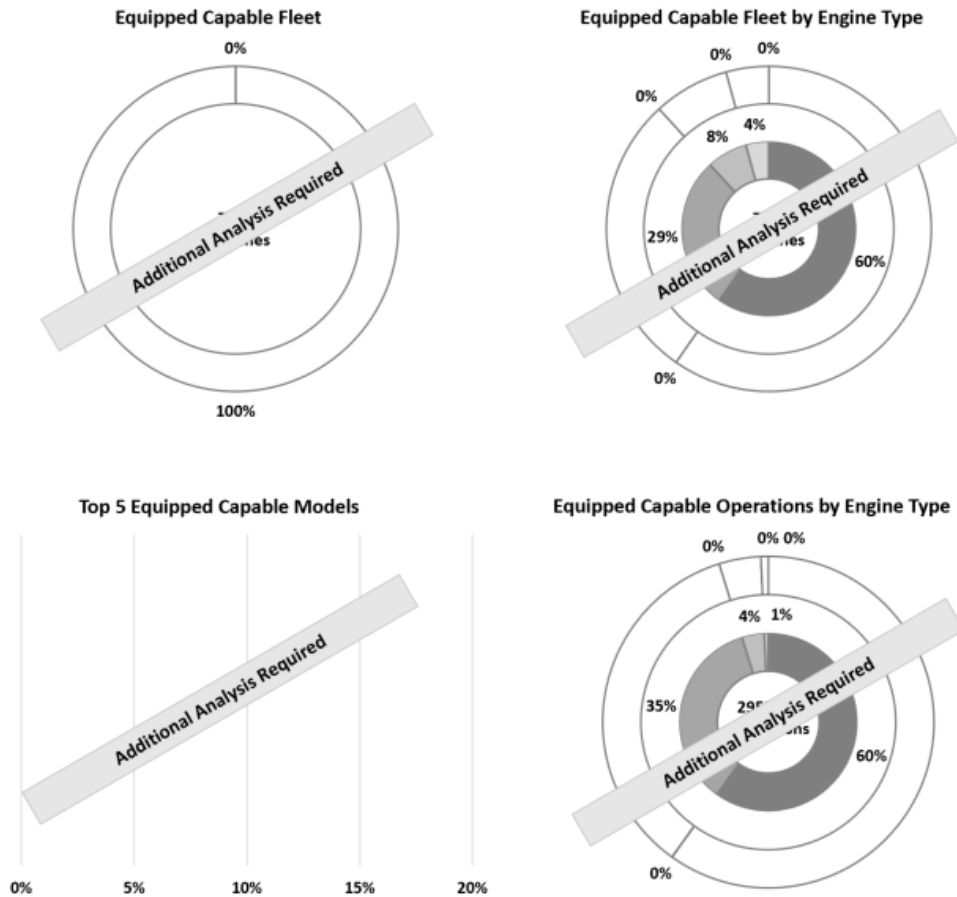 Equipped Capable Fleet
0%
Additional Analysis Required
100%
Equipped Capable Fleet by Engine Type
0%
0%
0%
8%
4%
29%
60%
Additional Analysis Required
0%
Top 5 Equipped Capable Models
Additional Analysis Required
0%
5%
10%
15%
20%
Equipped Capable Operations by Engine Type
0%
0%
0%
4%
1%
35%
60%
Additional Analysis Required
0%